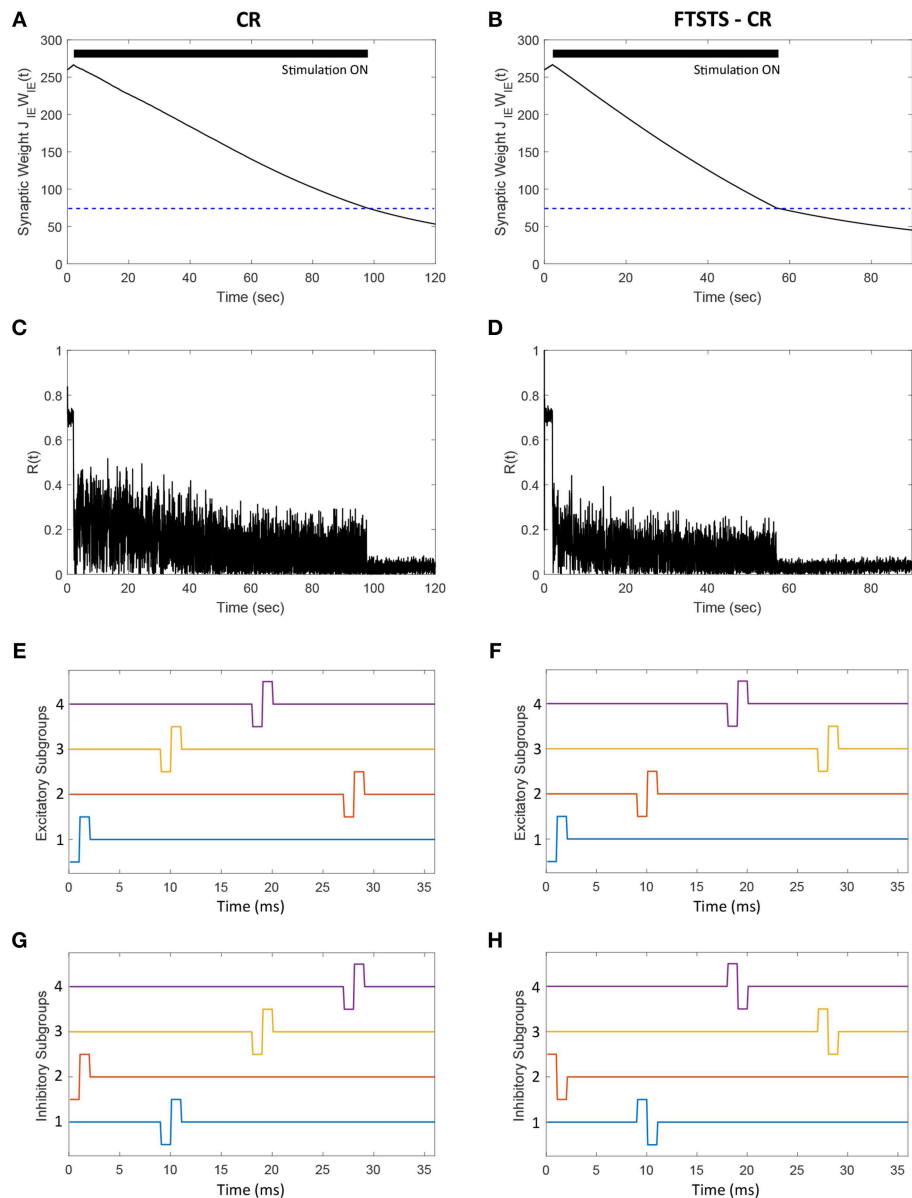 A
CR
B
FTSTS - CR
300
250
200
150
100
50
0
Synaptic Weight J_IE W_IE(t)
Stimulation ON
0 20 40 60 80 100 120
Time (sec)
300
250
200
150
100
50
0
Synaptic Weight J_IE W_IE(t)
Stimulation ON
0 20 40 60 80
Time (sec)
C
1
0.8
0.6
0.4
0.2
0
R(t)
0 20 40 60 80 100 120
Time (sec)
D
1
0.8
0.6
0.4
0.2
0
R(t)
0 20 40 60 80
Time (sec)
E
4
3
2
1
Excitatory Subgroups
0 5 10 15 20 25 30 35
Time (ms)
F
4
3
2
1
Excitatory Subgroups
0 5 10 15 20 25 30 35
Time (ms)
G
4
3
2
1
Inhibitory Subgroups
0 5 10 15 20 25 30 35
Time (ms)
H
4
3
2
1
Inhibitory Subgroups
0 5 10 15 20 25 30 35
Time (ms)